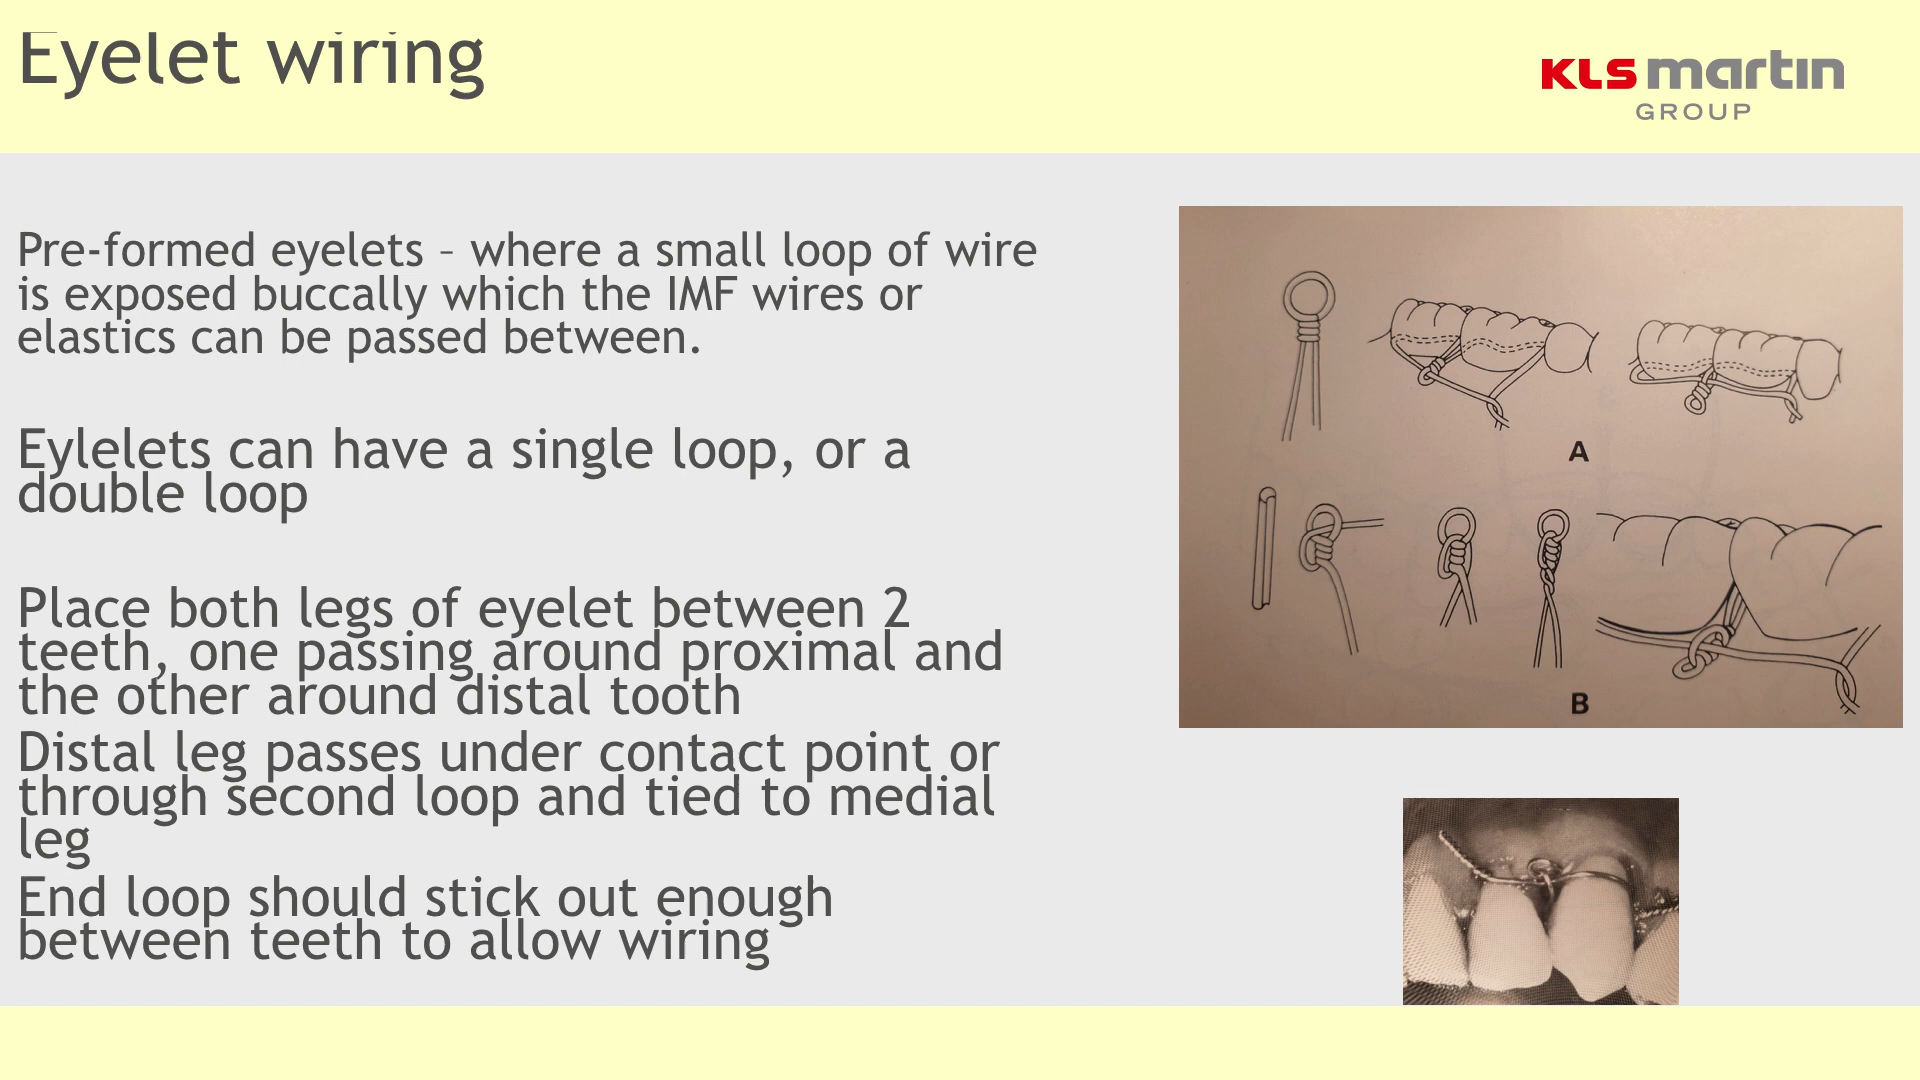 Eyelet wiring
KLS martin
GROUP
Pre-formed eyelets – where a small loop of wire
is exposed buccally which the IMF wires or
elastics can be passed between.
Eylelets can have a single loop, or a
double loop
Place both legs of eyelet between 2
teeth, one passing around proximal and
the other around distal tooth
Distal leg passes under contact point or
through second loop and tied to medial
leg
End loop should stick out enough
between teeth to allow wiring
A
B